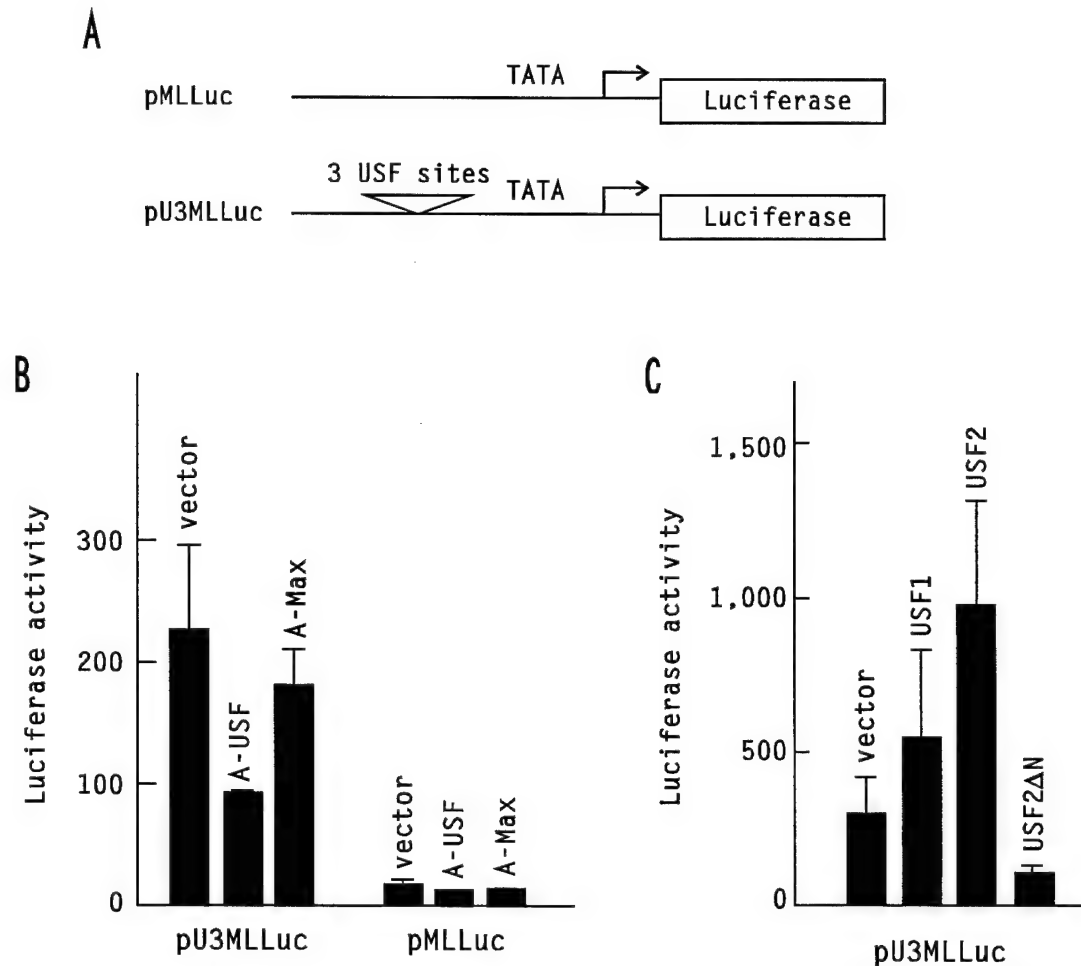 A
pMLLuc
TATA
Luciferase
pU3MLLuc
3 USF sites
TATA
Luciferase
B
Luciferase activity
300
200
100
0
vector
A-USF
A-Max
vector
A-USF
A-Max
pU3MLLuc
pMLLuc
C
Luciferase activity
1,500
1,000
500
0
vector
USF1
USF2
USF2ΔN
pU3MLLuc